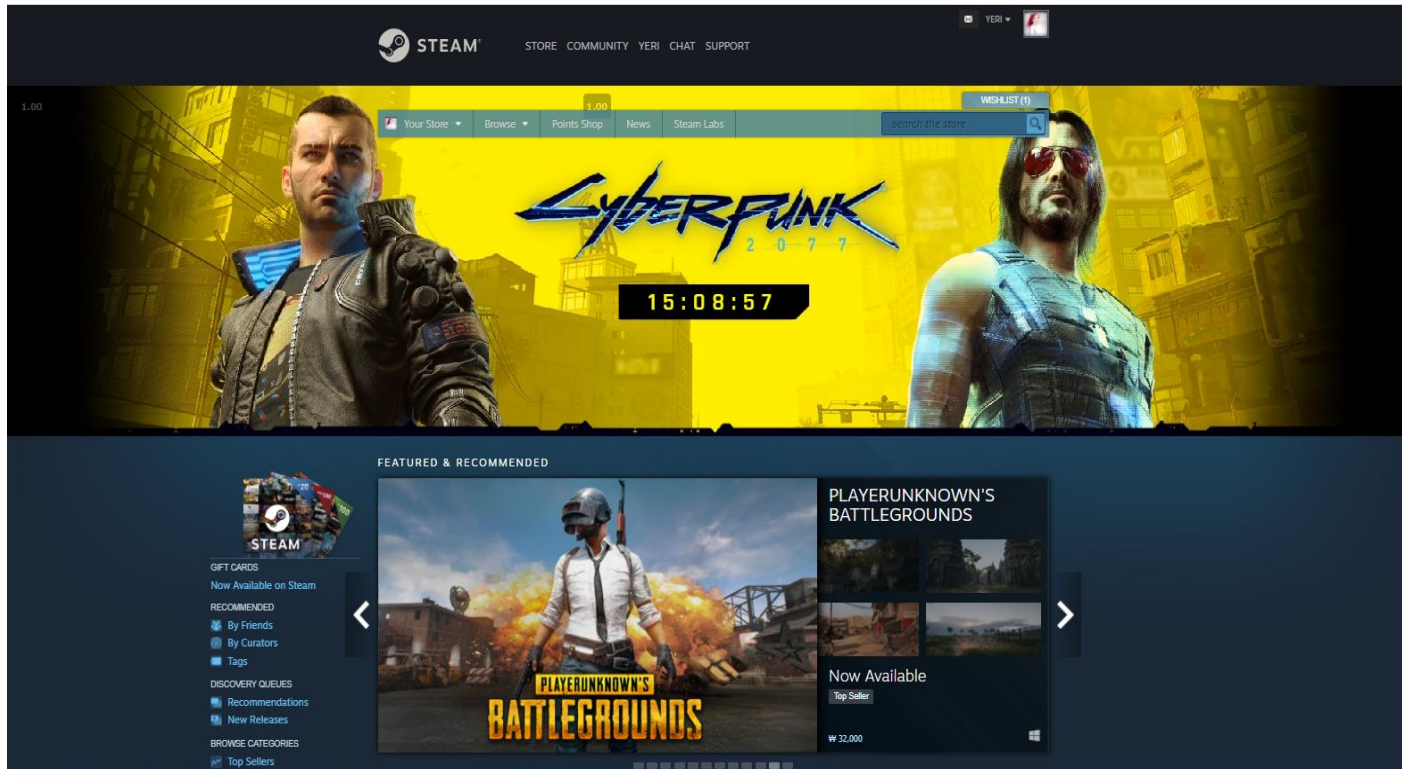 YERI
STEAM®
STORE COMMUNITY YERI CHAT SUPPORT
1.00
1.00
WISHLIST (1)
Your Store Browse Points Shop News Steam Labs search the store
CYBERPUNK
2077
15:08:57
FEATURED & RECOMMENDED
PLAYERUNKNOWN'S
BATTLEGROUNDS
$20
100
STEAM
GIFT CARDS
Now Available on Steam
RECOMMENDED
By Friends
By Curators
Tags
DISCOVERY QUEUES
Recommendations
New Releases
BROWSE CATEGORIES
Top Sellers
PLAYERUNKNOWN'S
BATTLEGROUNDS
Now Available
Top Seller
₩ 32,000